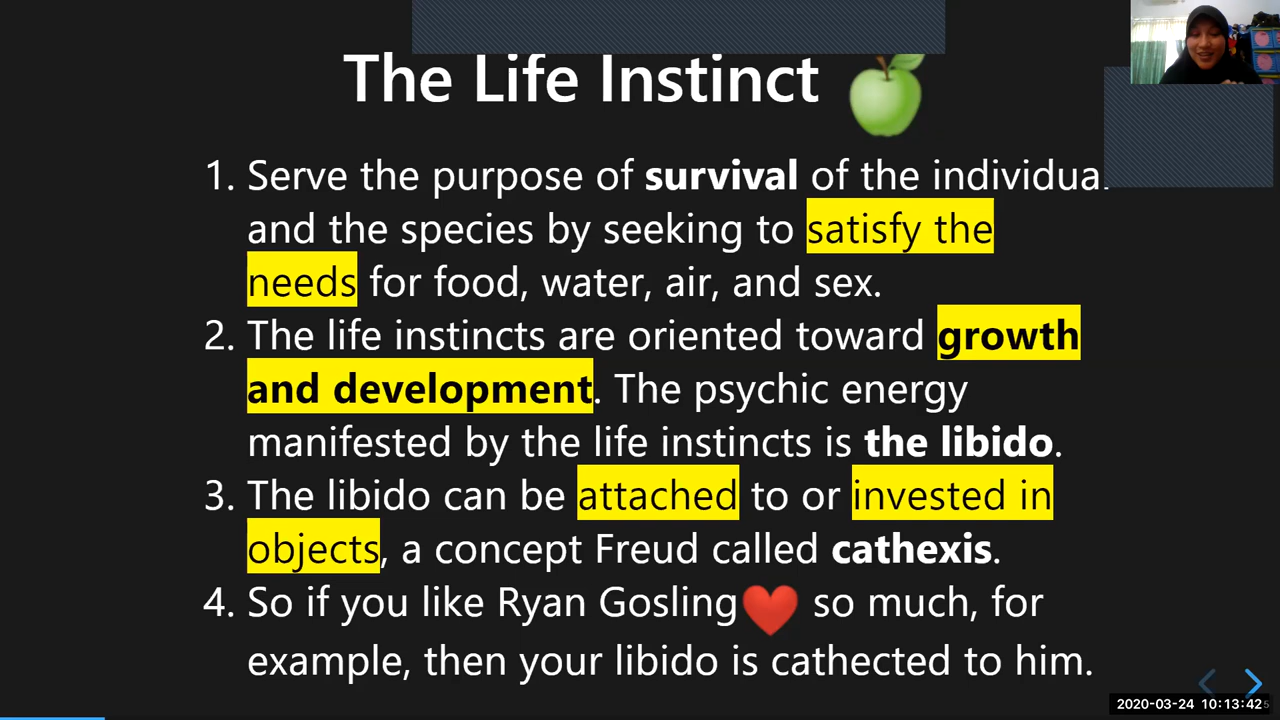 The Life Instinct
1. Serve the purpose of survival of the individual
and the species by seeking to satisfy the
needs for food, water, air, and sex.
2. The life instincts are oriented toward growth
and development. The psychic energy
manifested by the life instincts is the libido.
3. The libido can be attached to or invested in
objects, a concept Freud called cathexis.
4. So if you like Ryan Gosling so much, for
example, then your libido is cathected to him.
2020-03-24 10:13:42